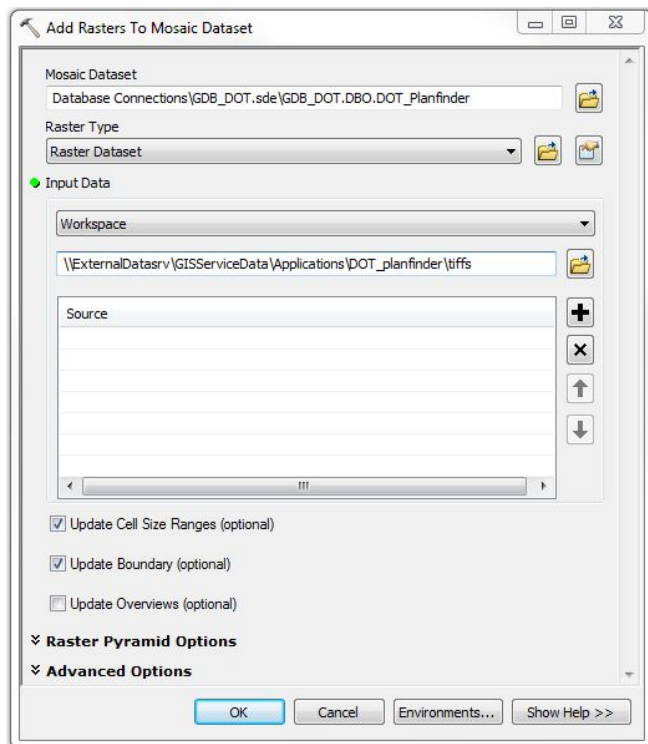 Add Rasters To Mosaic Dataset
Mosaic Dataset
Database Connections\GDB_DOT.sde\GDB_DOT.DBO.DOT_Planfinder
Raster Type
Raster Dataset
Input Data
Workspace
\\ExternalDatasrv\GISServiceData\Applications\DOT_planfinder\tiffs
Source
Update Cell Size Ranges (optional)
Update Boundary (optional)
Update Overviews (optional)
Raster Pyramid Options
Advanced Options
OK Cancel Environments... Show Help >>